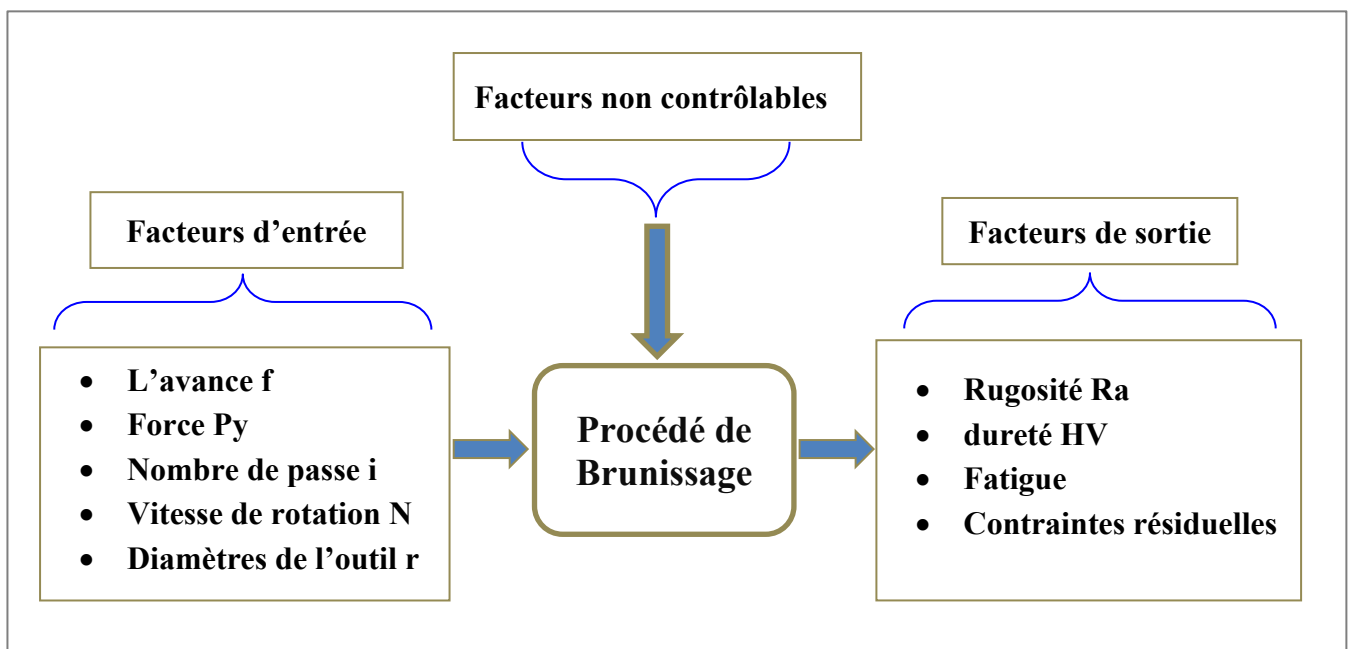 Facteurs non contrôlables
Facteurs d’entrée
Facteurs de sortie
• L’avance f
• Force Py
• Nombre de passe i
• Vitesse de rotation N
• Diamètres de l’outil r
Procédé de
Brunissage
• Rugosité Ra
• dureté HV
• Fatigue
• Contraintes résiduelles